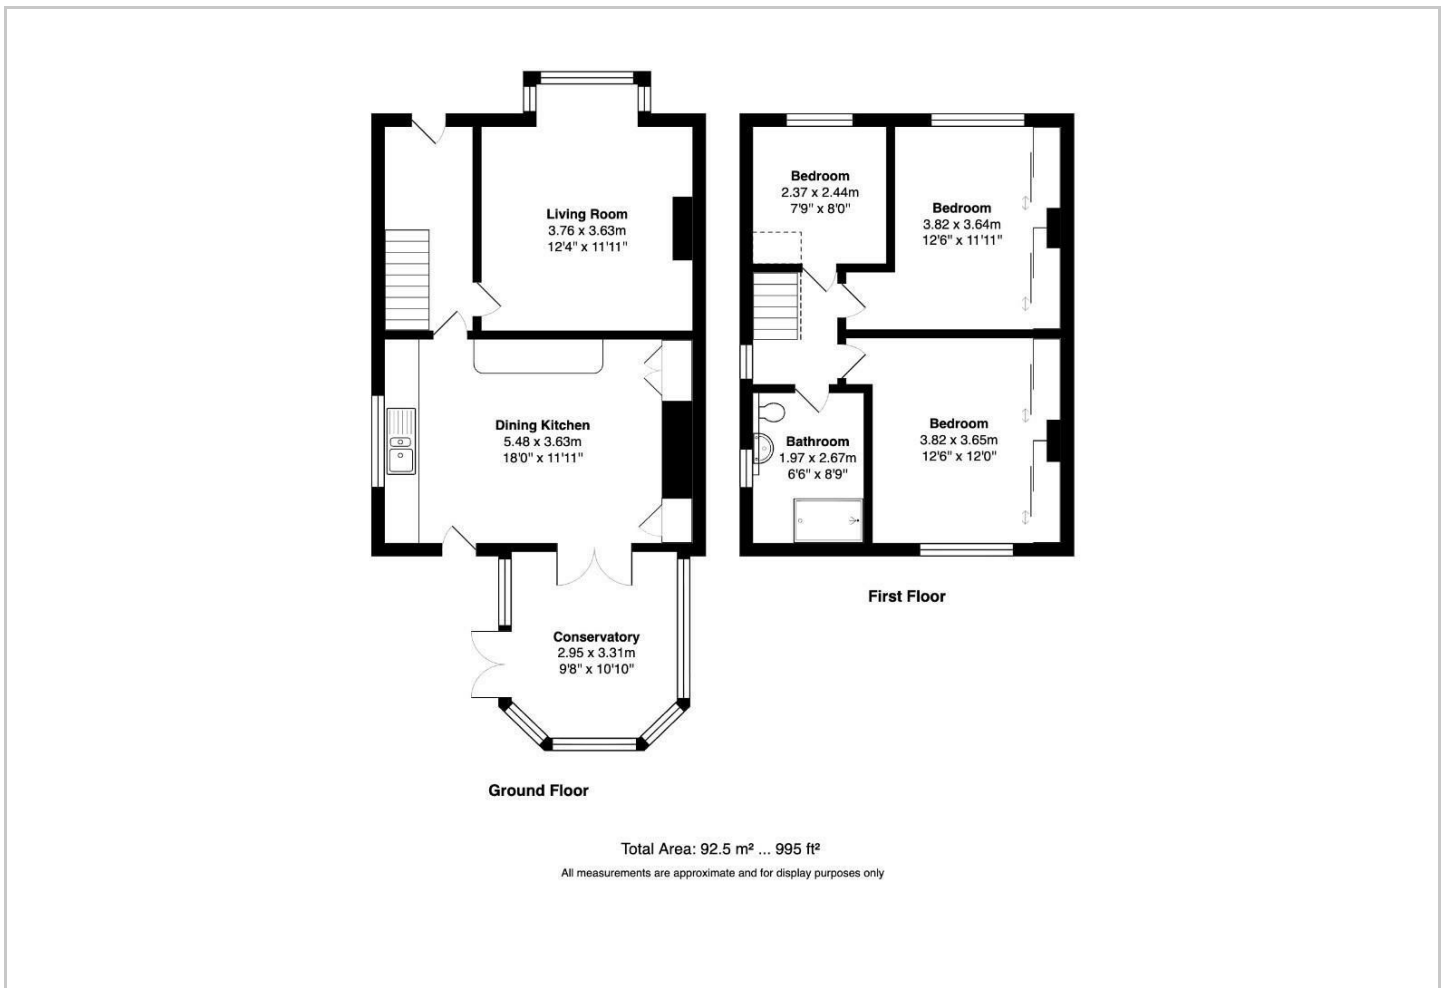 Living Room
3.76 x 3.63m
12'4" x 11'11"
Dining Kitchen
5.48 x 3.63m
18'0" x 11'11"
Conservatory
2.95 x 3.31m
9'8" x 10'10"
Ground Floor
Bedroom
2.37 x 2.44m
7'9" x 8'0"
Bedroom
3.82 x 3.64m
12'6" x 11'11"
Bedroom
3.82 x 3.65m
12'6" x 12'0"
Bathroom
1.97 x 2.67m
6'6" x 8'9"
First Floor
Total Area: 92.5 m² ... 995 ft²
All measurements are approximate and for display purposes only